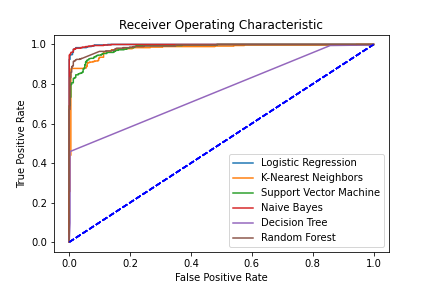 Receiver Operating Characteristic
True Positive Rate
1.0
0.8
0.6
0.4
0.2
0.0
Logistic Regression
K-Nearest Neighbors
Support Vector Machine
Naive Bayes
Decision Tree
Random Forest
0.0 0.2 0.4 0.6 0.8 1.0
False Positive Rate